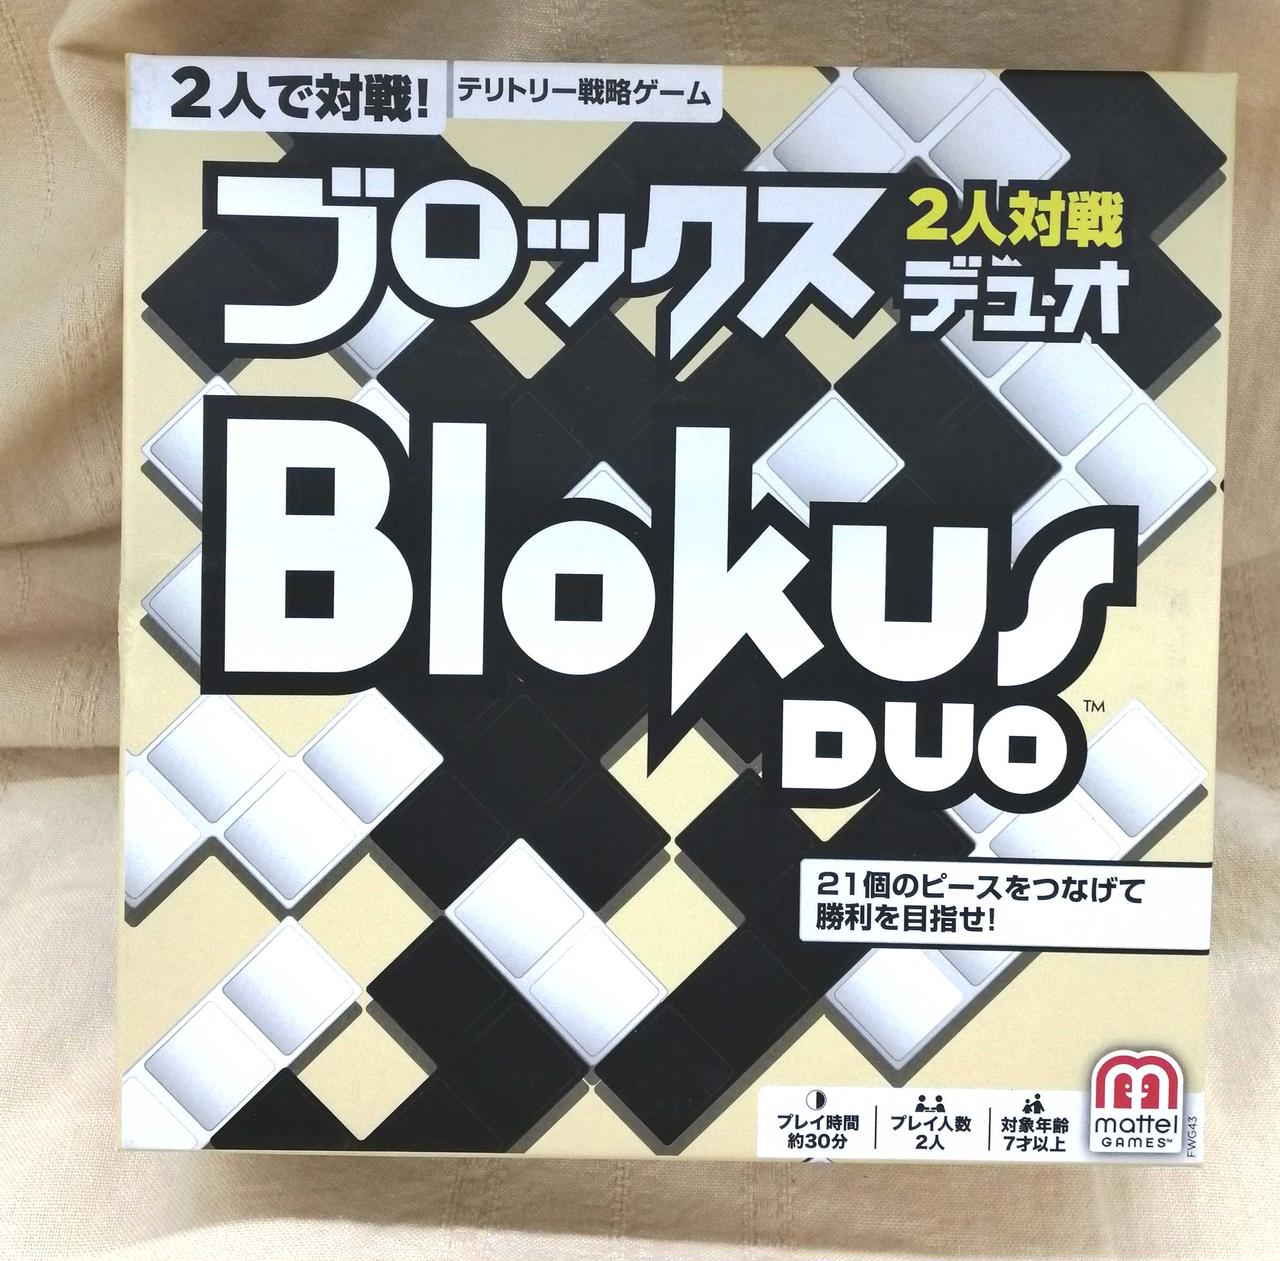 2人で対戦!
テリトリー戦略ゲーム
ブロックス
2人対戦
デュオ
Blokus
DUO™
21個のピースをつなげて
勝利を目指せ!
プレイ時間
約30分
プレイ人数
2人
対象年齢
7才以上
mattel
GAMES™
FWG43